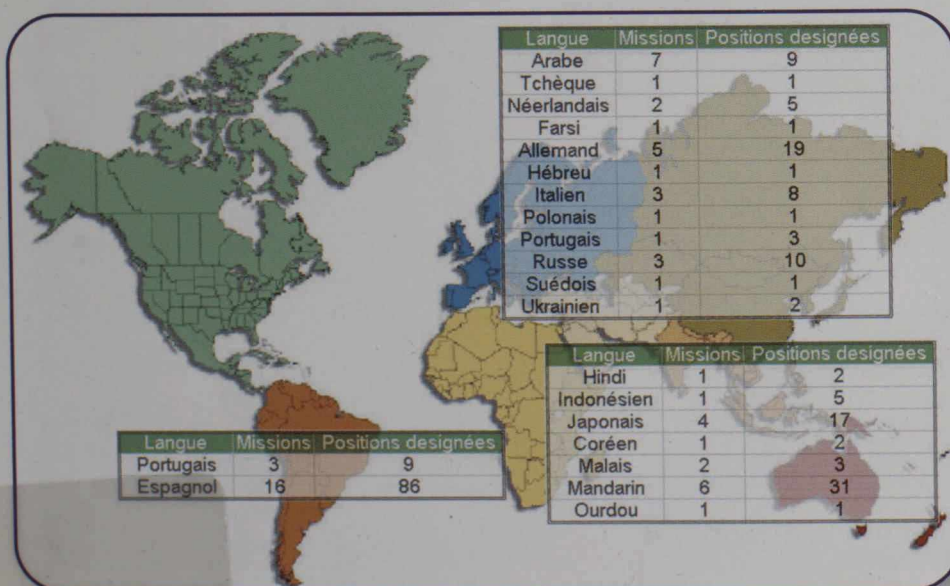 Langue Missions Positions designées
Arabe 7 9
Tchèque 1 1
Néerlandais 2 5
Farsi 1 1
Allemand 5 19
Hébreu 1 1
Italien 3 8
Polonais 1 1
Portugais 1 3
Russe 3 10
Suédois 1 1
Ukrainien 1 2
Langue Missions Positions designées
Hindi 1 2
Indonésien 1 5
Japonais 4 17
Coréen 1 2
Malais 2 3
Mandarin 6 31
Ourdou 1 1
Langue Missions Positions designées
Portugais 3 9
Espagnol 16 86